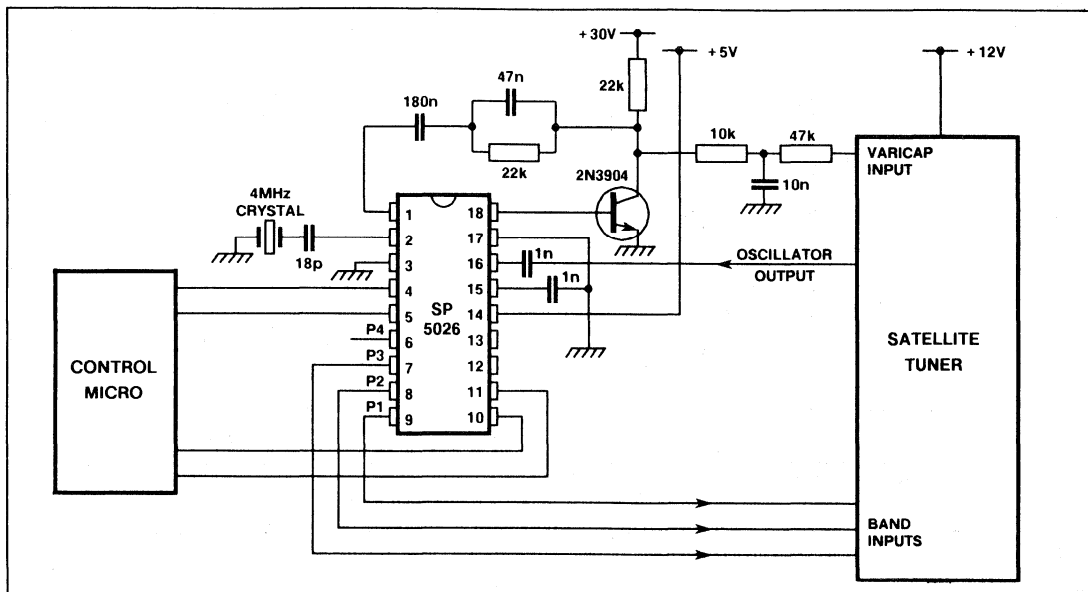 + 30V
+ 5V
+ 12V
47n
180n
22k
22k
10k
47k
VARICAP
INPUT
2N3904
10n
4MHz
CRYSTAL
18p
1
2
3
4
5
6
7
8
9
18
17
16
15
14
13
12
11
10
SP
5026
1n
1n
OSCILLATOR
OUTPUT
P4
P3
P2
P1
CONTROL
MICRO
SATELLITE
TUNER
BAND
INPUTS